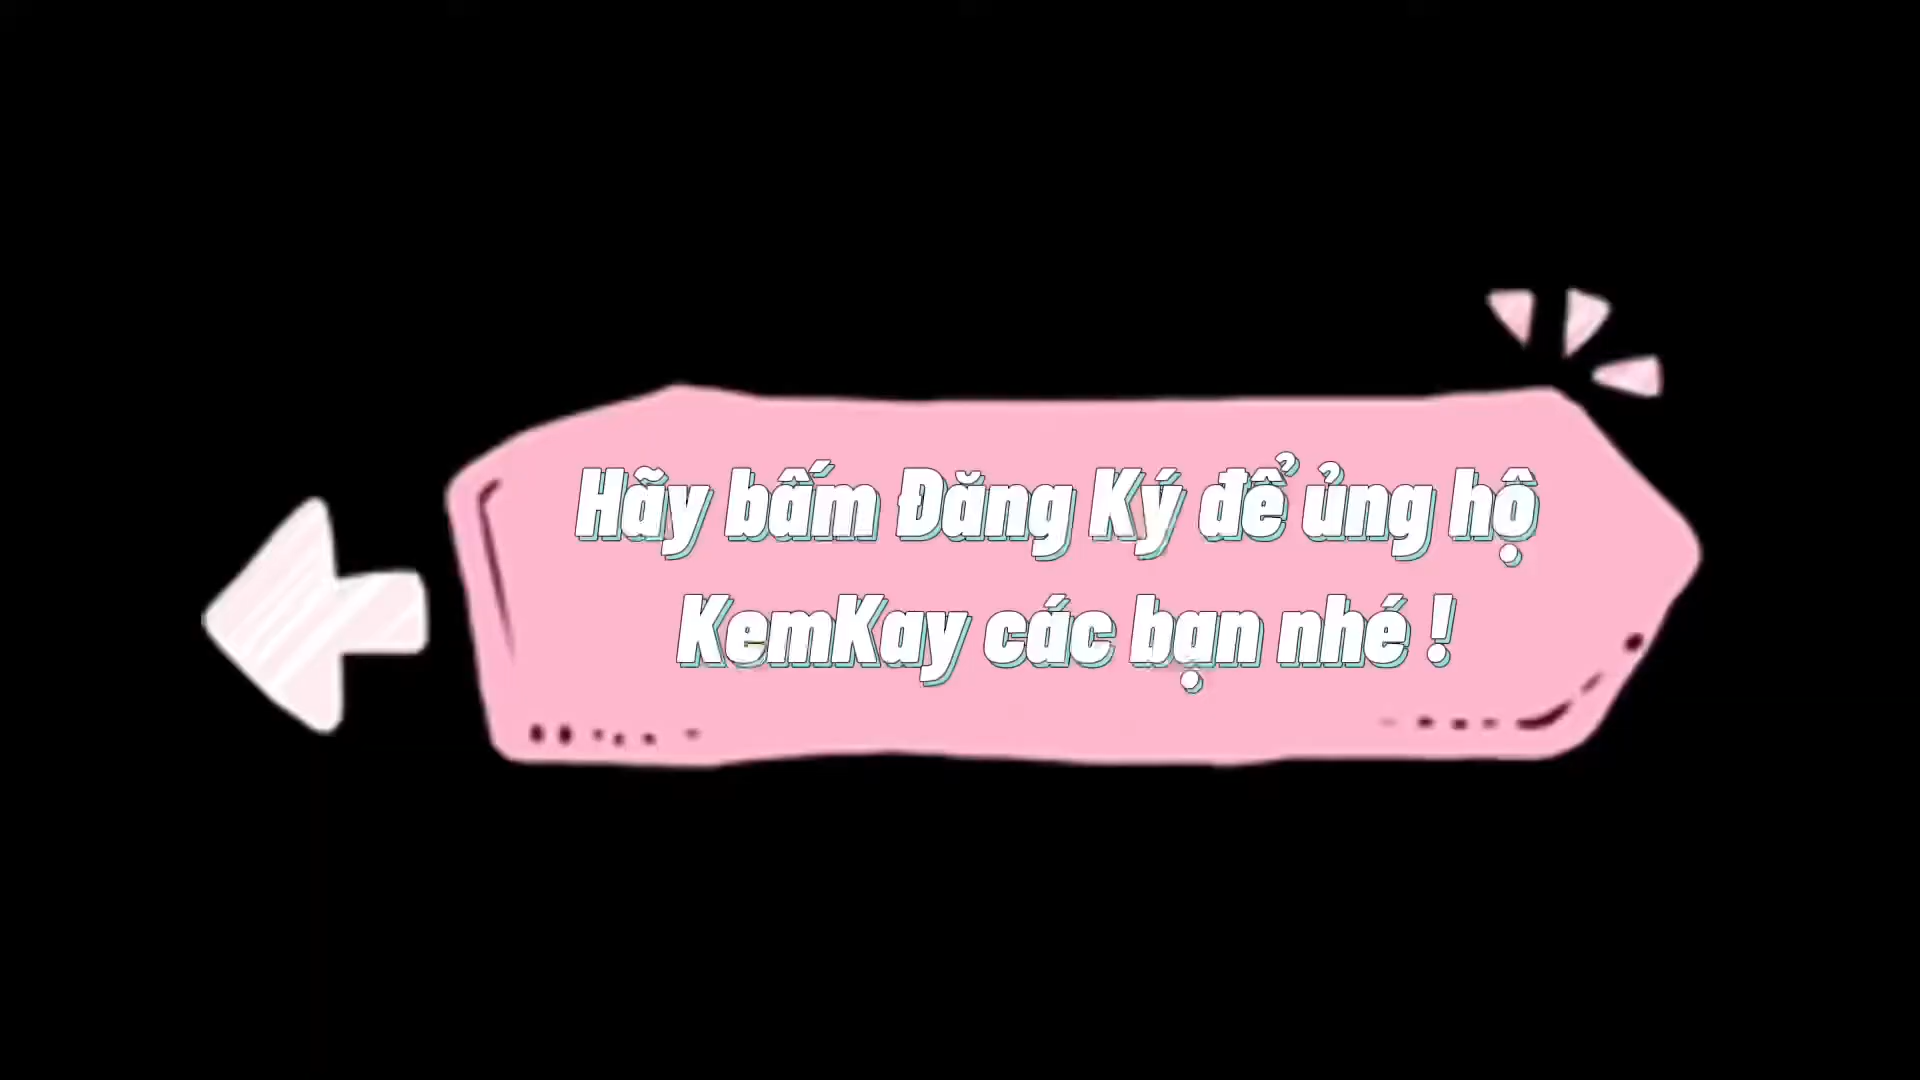 Hãy bấm Đăng Ký để ủng hộ
KemKay các bạn nhé !